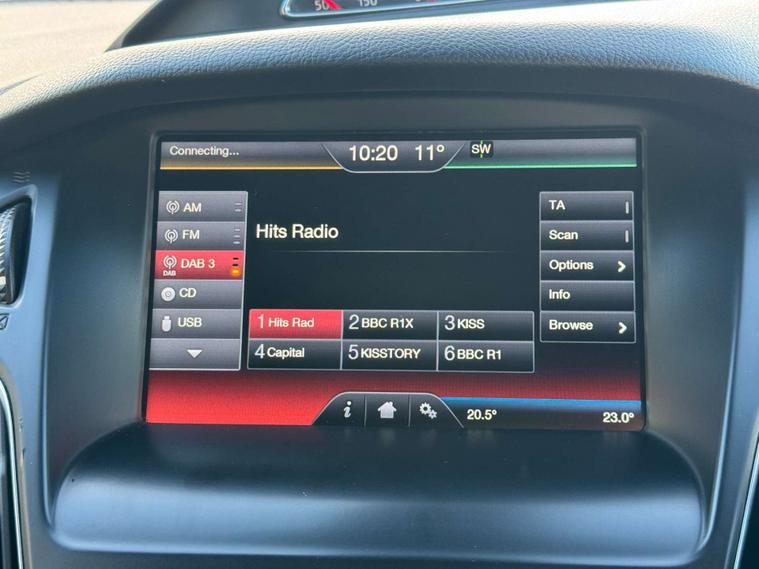 50 150
Connecting...
10:20 11°
SW
AM
FM
DAB 3
DAB
CD
USB
Hits Radio
1 Hits Rad
2 BBC R1X
3 KISS
4 Capital
5 KISSTORY
6 BBC R1
TA
Scan
Options
Info
Browse
i
20.5°
23.0°